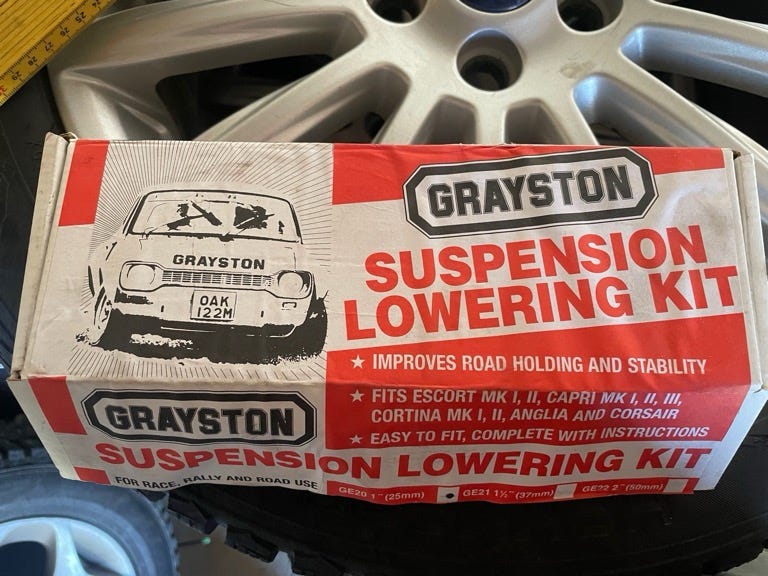 GRAYSTON
SUSPENSION
LOWERING KIT
★ IMPROVES ROAD HOLDING AND STABILITY
★ FITS ESCORT MK I, II, CAPRI MK I, II, III,
CORTINA MK I, II, ANGLIA AND CORSAIR
★ EASY TO FIT, COMPLETE WITH INSTRUCTIONS
GRAYSTON
OAK
122M
GRAYSTON
SUSPENSION LOWERING KIT
FOR RACE, RALLY AND ROAD USE
GE20 1" (25mm) GE21 1½" (37mm) GE22 2" (50mm)